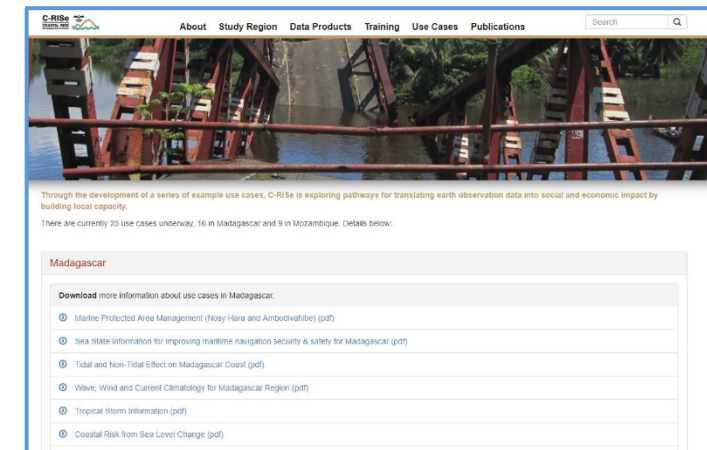 C-RISe
COASTAL RISK
About Study Region Data Products Training Use Cases Publications Search
Through the development of a series of example use cases, C-RISe is exploring pathways for translating earth observation data into social and economic impact by
building local capacity.
There are currently 25 use cases underway, 16 in Madagascar and 9 in Mozambique. Details below:
Madagascar
Download more information about use cases in Madagascar.
Marine Protected Area Management (Nosy Hara and Ambodivahibe) (pdf)
Sea State information for improving maritime navigation security & safety for Madagascar (pdf)
Tidal and Non-Tidal Effect on Madagascar Coast (pdf)
Wave, Wind and Current Climatology for Madagascar Region (pdf)
Tropical Storm Information (pdf)
Coastal Risk from Sea Level Change (pdf)